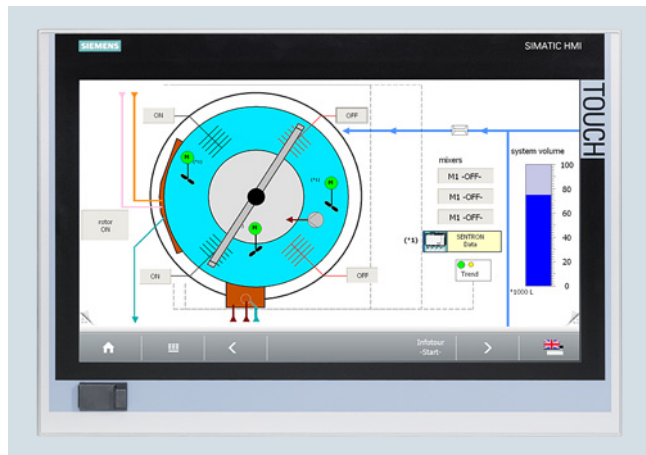 SIEMENS
SIMATIC HMI
TOUCH
ON
OFF
M
(*1)
mixers
system volume
M1 -OFF-
M1 -OFF-
M1 -OFF-
100
80
60
40
20
0
(*1)
M
M
rotor
ON
(*1)
SENTRON
Data
Trend
ON
OFF
*1000 L
Infotour
-Start-